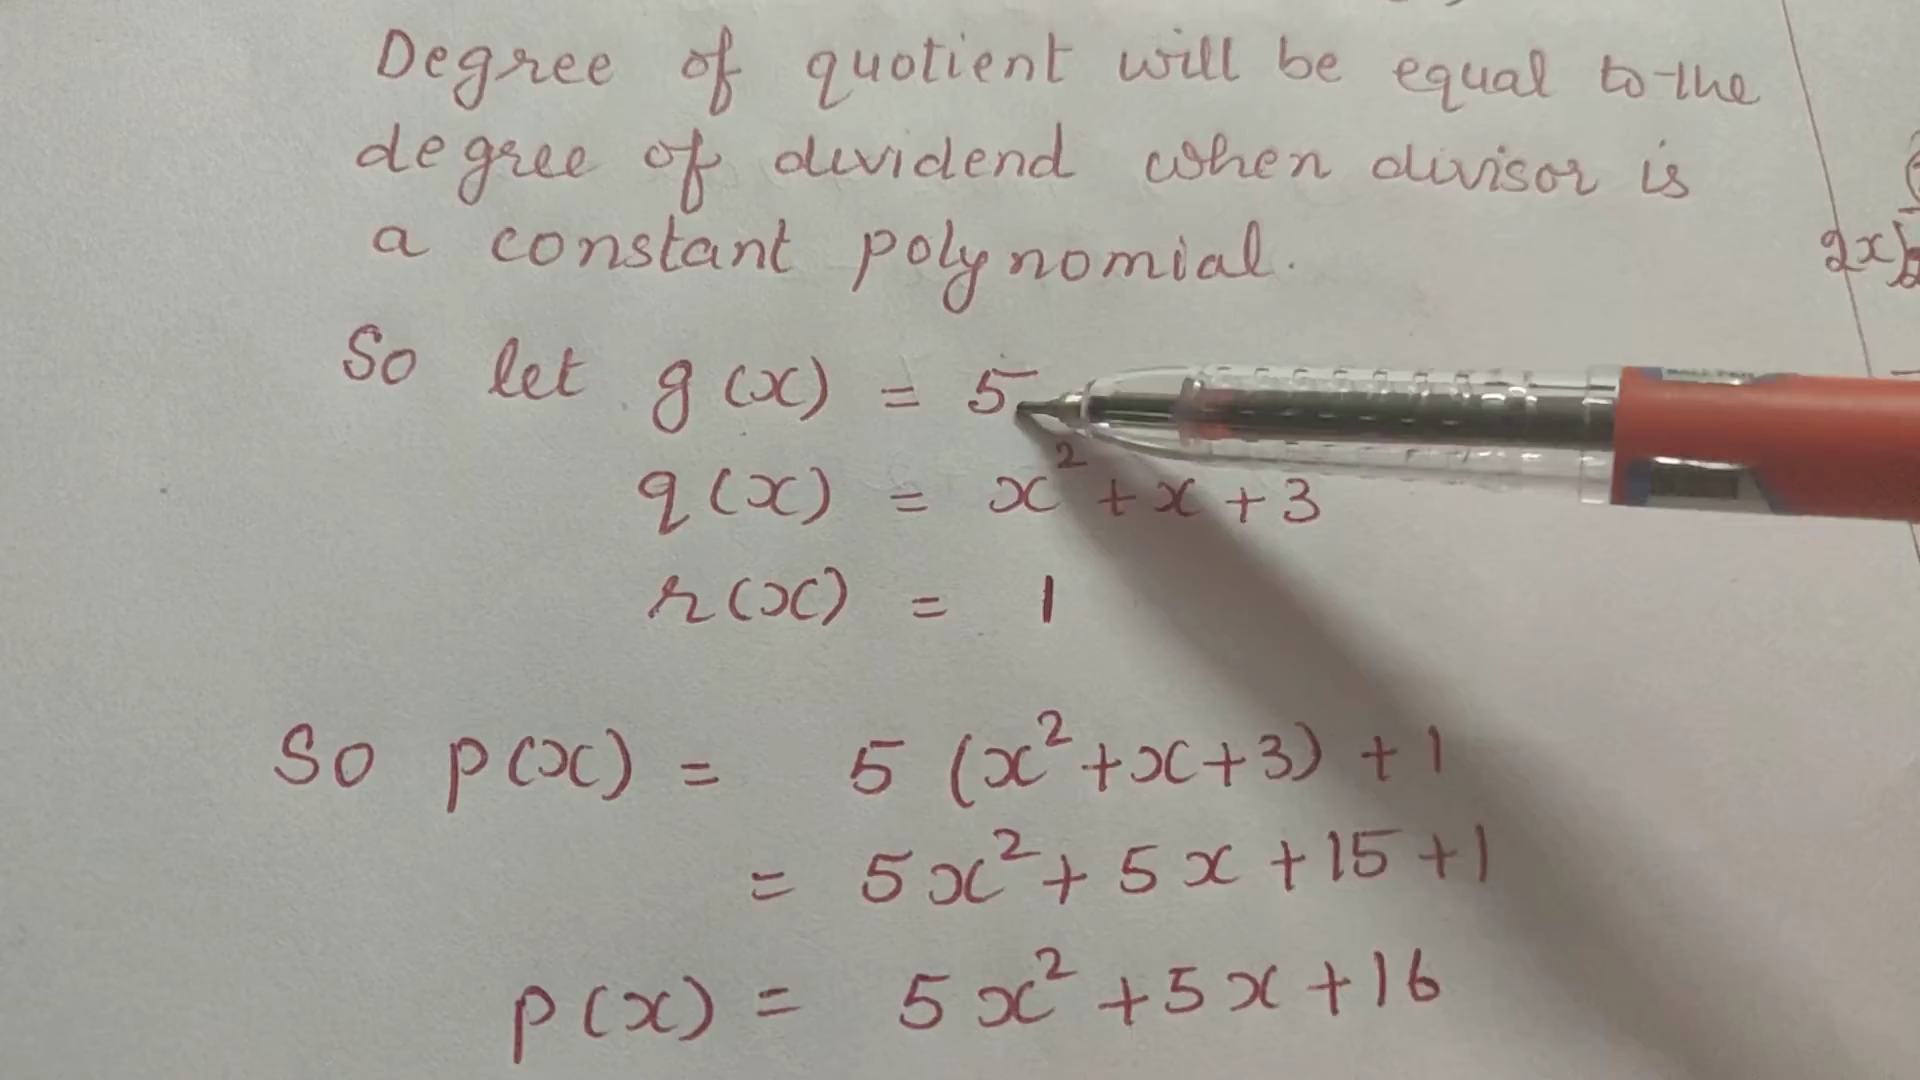 Degree of quotient will be equal to the
degree of dividend when divisor is
a constant polynomial.
So let g(x) = 5
q(x) = x² + x + 3
r(x) = 1
So p(x) = 5 (x² + x + 3) + 1
= 5x² + 5x + 15 + 1
p(x) = 5x² + 5x + 16
2x)